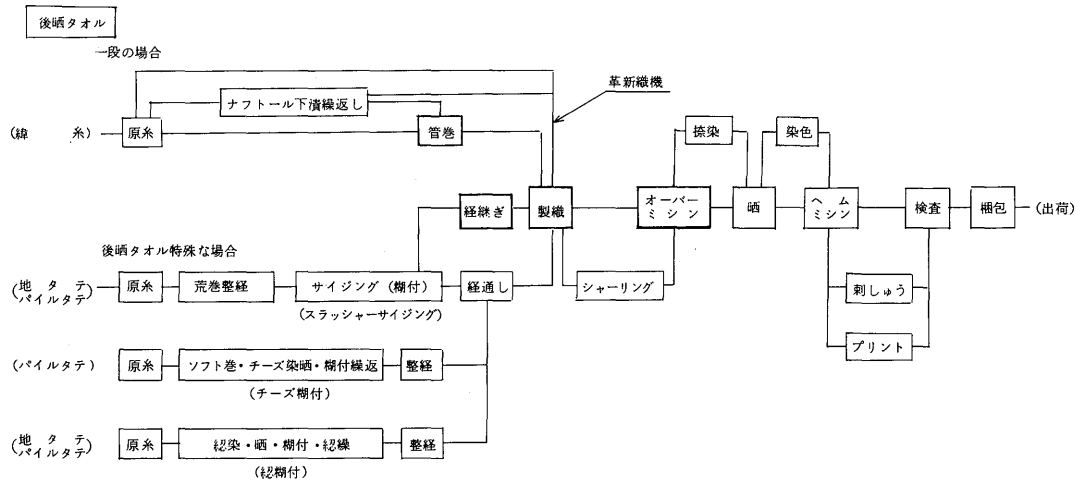 後晒タオル
一段の場合
革新織機
ナフトール下漬繰返し
捺染
染色
(緯 糸)
原糸
管巻
経継ぎ
製織
オーバー
ミシン
晒
ヘム
ミシン
検査
梱包
(出荷)
後晒タオル特殊な場合
(地タテ
パイルタテ)
原糸
荒巻整経
サイジング(糊付)
経通し
シャーリング
刺しゅう
(スラッシャーサイジング)
プリント
(パイルタテ)
原糸
ソフト巻・チーズ染晒・糊付繰返
整経
(チーズ糊付)
(地タテ
パイルタテ)
原糸
綛染・晒・糊付・綛繰
整経
(綛糊付)